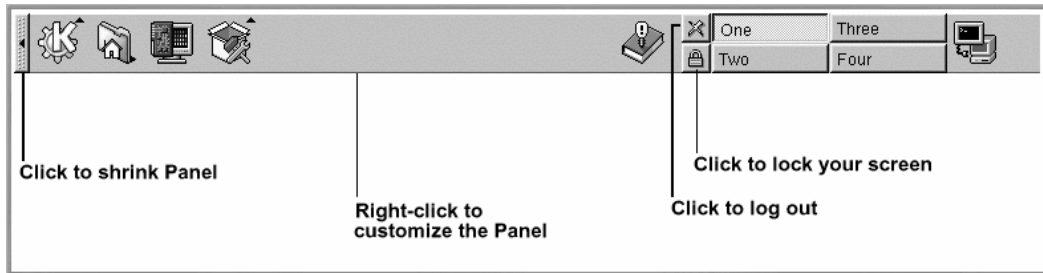 One
Three
Two
Four
Click to shrink Panel
Click to lock your screen
Right-click to
customize the Panel
Click to log out